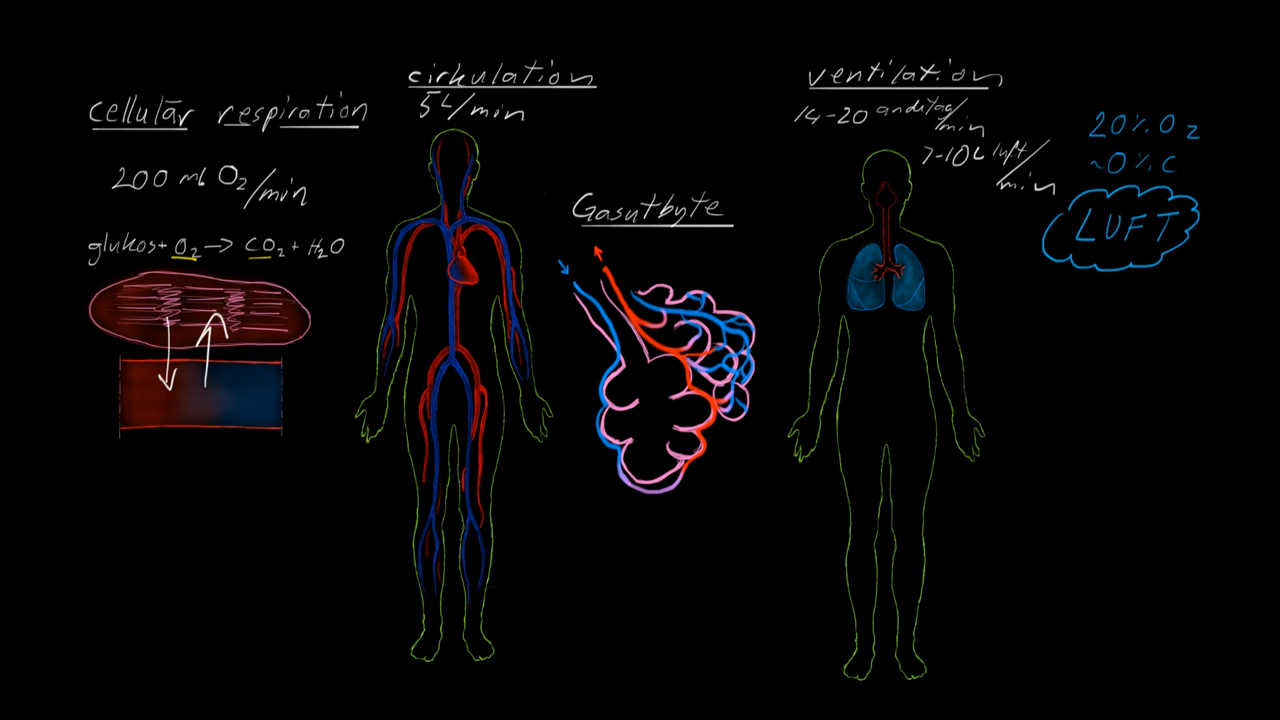 cellulär respiration
200 ml O₂/min
glukos + O₂ → CO₂ + H₂O
cirkulation
5L/min
Gasutbyte
ventilation
14-20 andetag/min
7-10L luft/min
20% O₂
~0% C
LUFT